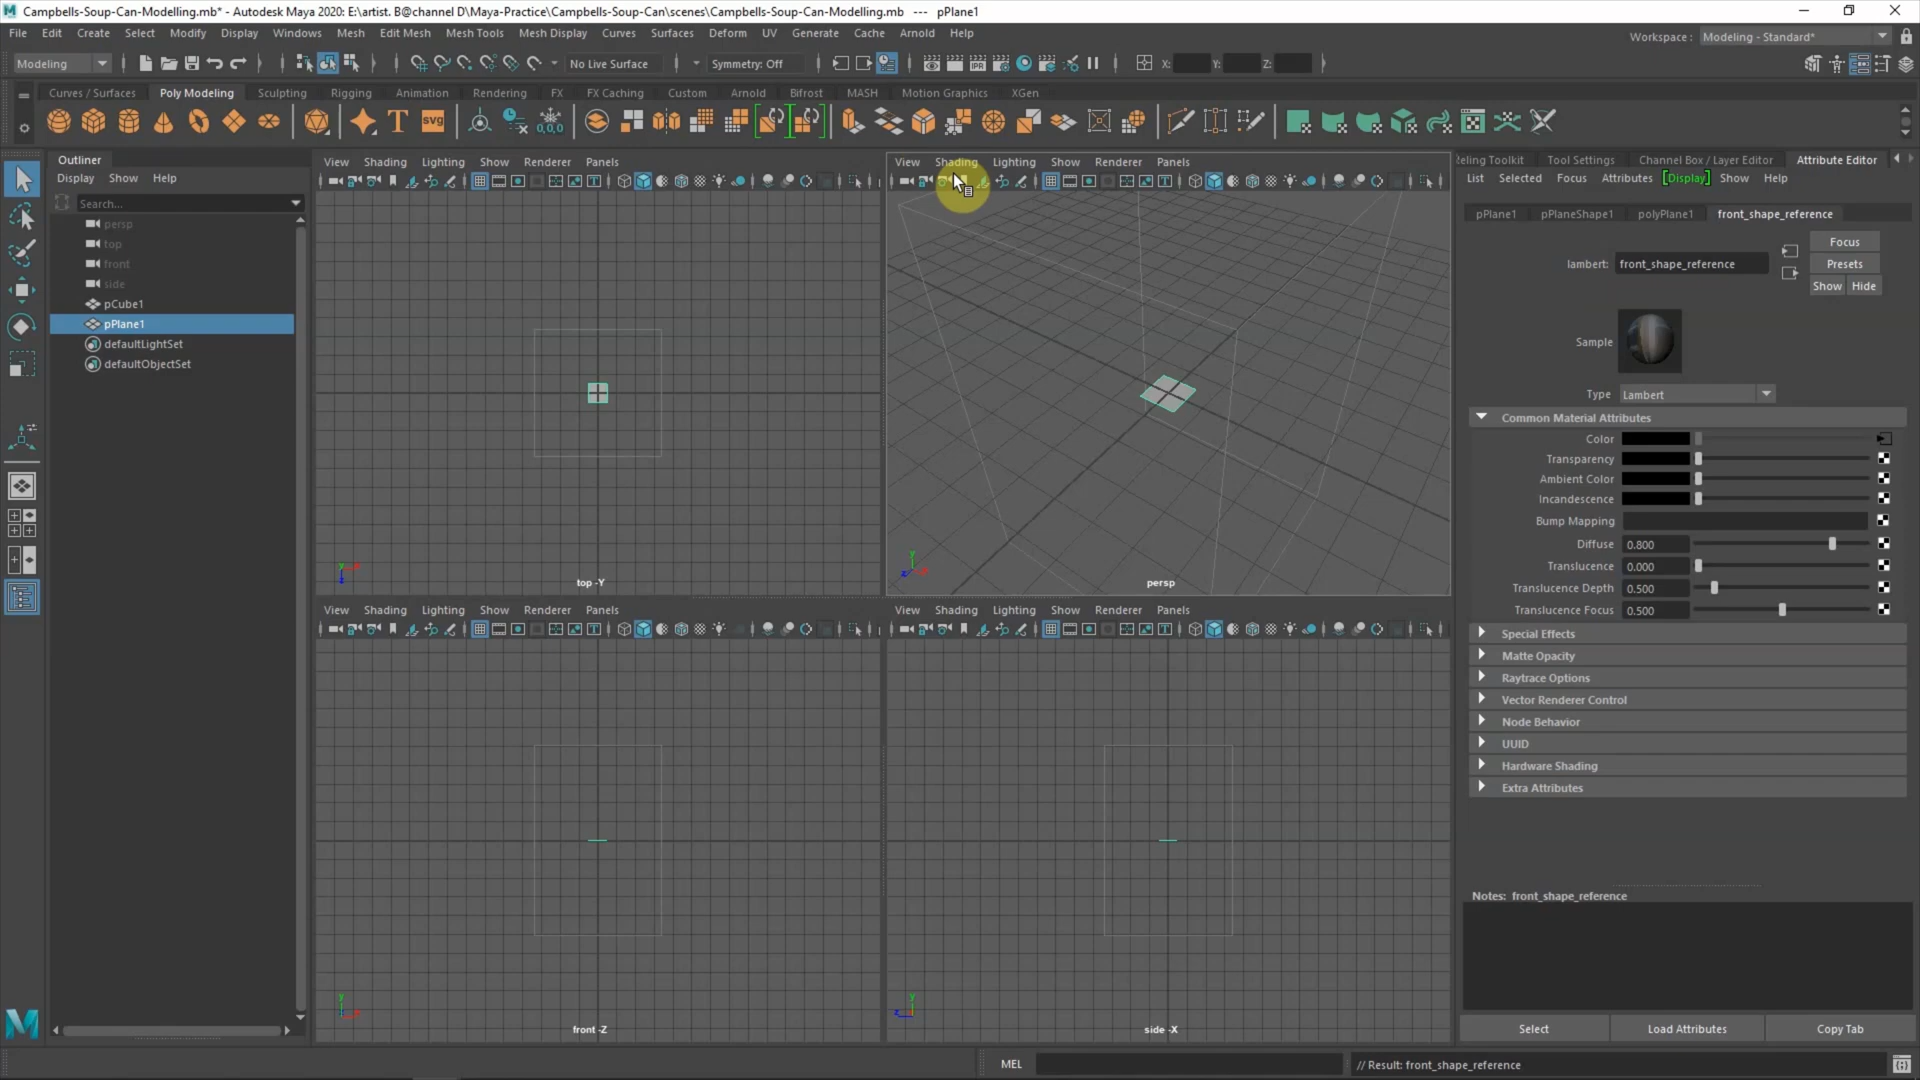 Campbells-Soup-Can-Modelling.mb* - Autodesk Maya 2020: E:\artist. B@channel D\Maya-Practice\Campbells-Soup-Can\scenes\Campbells-Soup-Can-Modelling.mb --- pPlane1
File Edit Create Select Modify Display Windows Mesh Edit Mesh Mesh Tools Mesh Display Curves Surfaces Deform UV Generate Cache Arnold Help
Workspace : Modeling - Standard*
Modeling No Live Surface Symmetry: Off X: Y: Z:
Curves / Surfaces Poly Modeling Sculpting Rigging Animation Rendering FX FX Caching Custom Arnold Bifrost MASH Motion Graphics XGen
svg 0,0,0
Outliner
Display Show Help
Search...
persp
top
front
side
pCube1
pPlane1
defaultLightSet
defaultObjectSet
View Shading Lighting Show Renderer Panels
top -Y
View Shading Lighting Show Renderer Panels
persp
View Shading Lighting Show Renderer Panels
front -Z
View Shading Lighting Show Renderer Panels
side -X
eling Toolkit Tool Settings Channel Box / Layer Editor Attribute Editor
List Selected Focus Attributes [Display] Show Help
pPlane1 pPlaneShape1 polyPlane1 front_shape_reference
lambert: front_shape_reference
Focus
Presets
Show Hide
Sample
Type Lambert
Common Material Attributes
Color
Transparency
Ambient Color
Incandescence
Bump Mapping
Diffuse 0.800
Translucence 0.000
Translucence Depth 0.500
Translucence Focus 0.500
Special Effects
Matte Opacity
Raytrace Options
Vector Renderer Control
Node Behavior
UUID
Hardware Shading
Extra Attributes
Notes: front_shape_reference
Select Load Attributes Copy Tab
MEL // Result: front_shape_reference